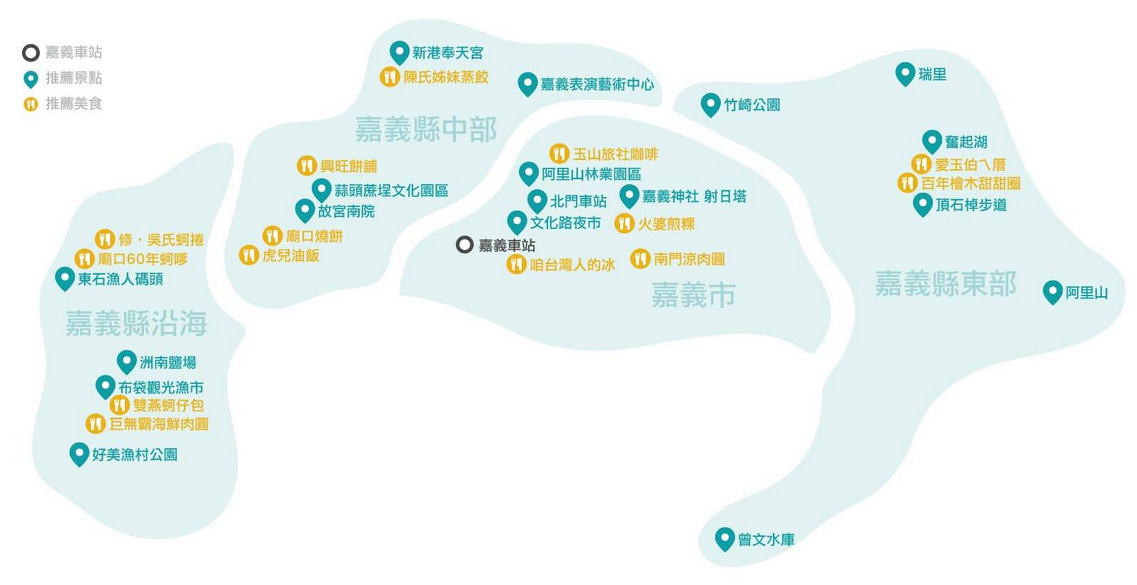 嘉義車站
推薦景點
推薦美食
新港奉天宮
陳氏姊妹蒸餃
嘉義表演藝術中心
嘉義縣中部
興旺餅舖
蒜頭蔗埕文化園區
故宮南院
廟口燒餅
虎兒油飯
修．吳氏蚵捲
廟口60年蚵嗲
東石漁人碼頭
嘉義縣沿海
洲南鹽場
布袋觀光漁市
雙燕蚵仔包
巨無霸海鮮肉圓
好美漁村公園
玉山旅社咖啡
阿里山林業園區
北門車站
嘉義神社 射日塔
文化路夜市
火婆煎粿
嘉義車站
咱台灣人的冰
南門涼肉圓
嘉義市
竹崎公園
瑞里
奮起湖
愛玉伯ㄟ厝
百年檜木甜甜圈
頂石棹步道
嘉義縣東部
阿里山
曾文水庫